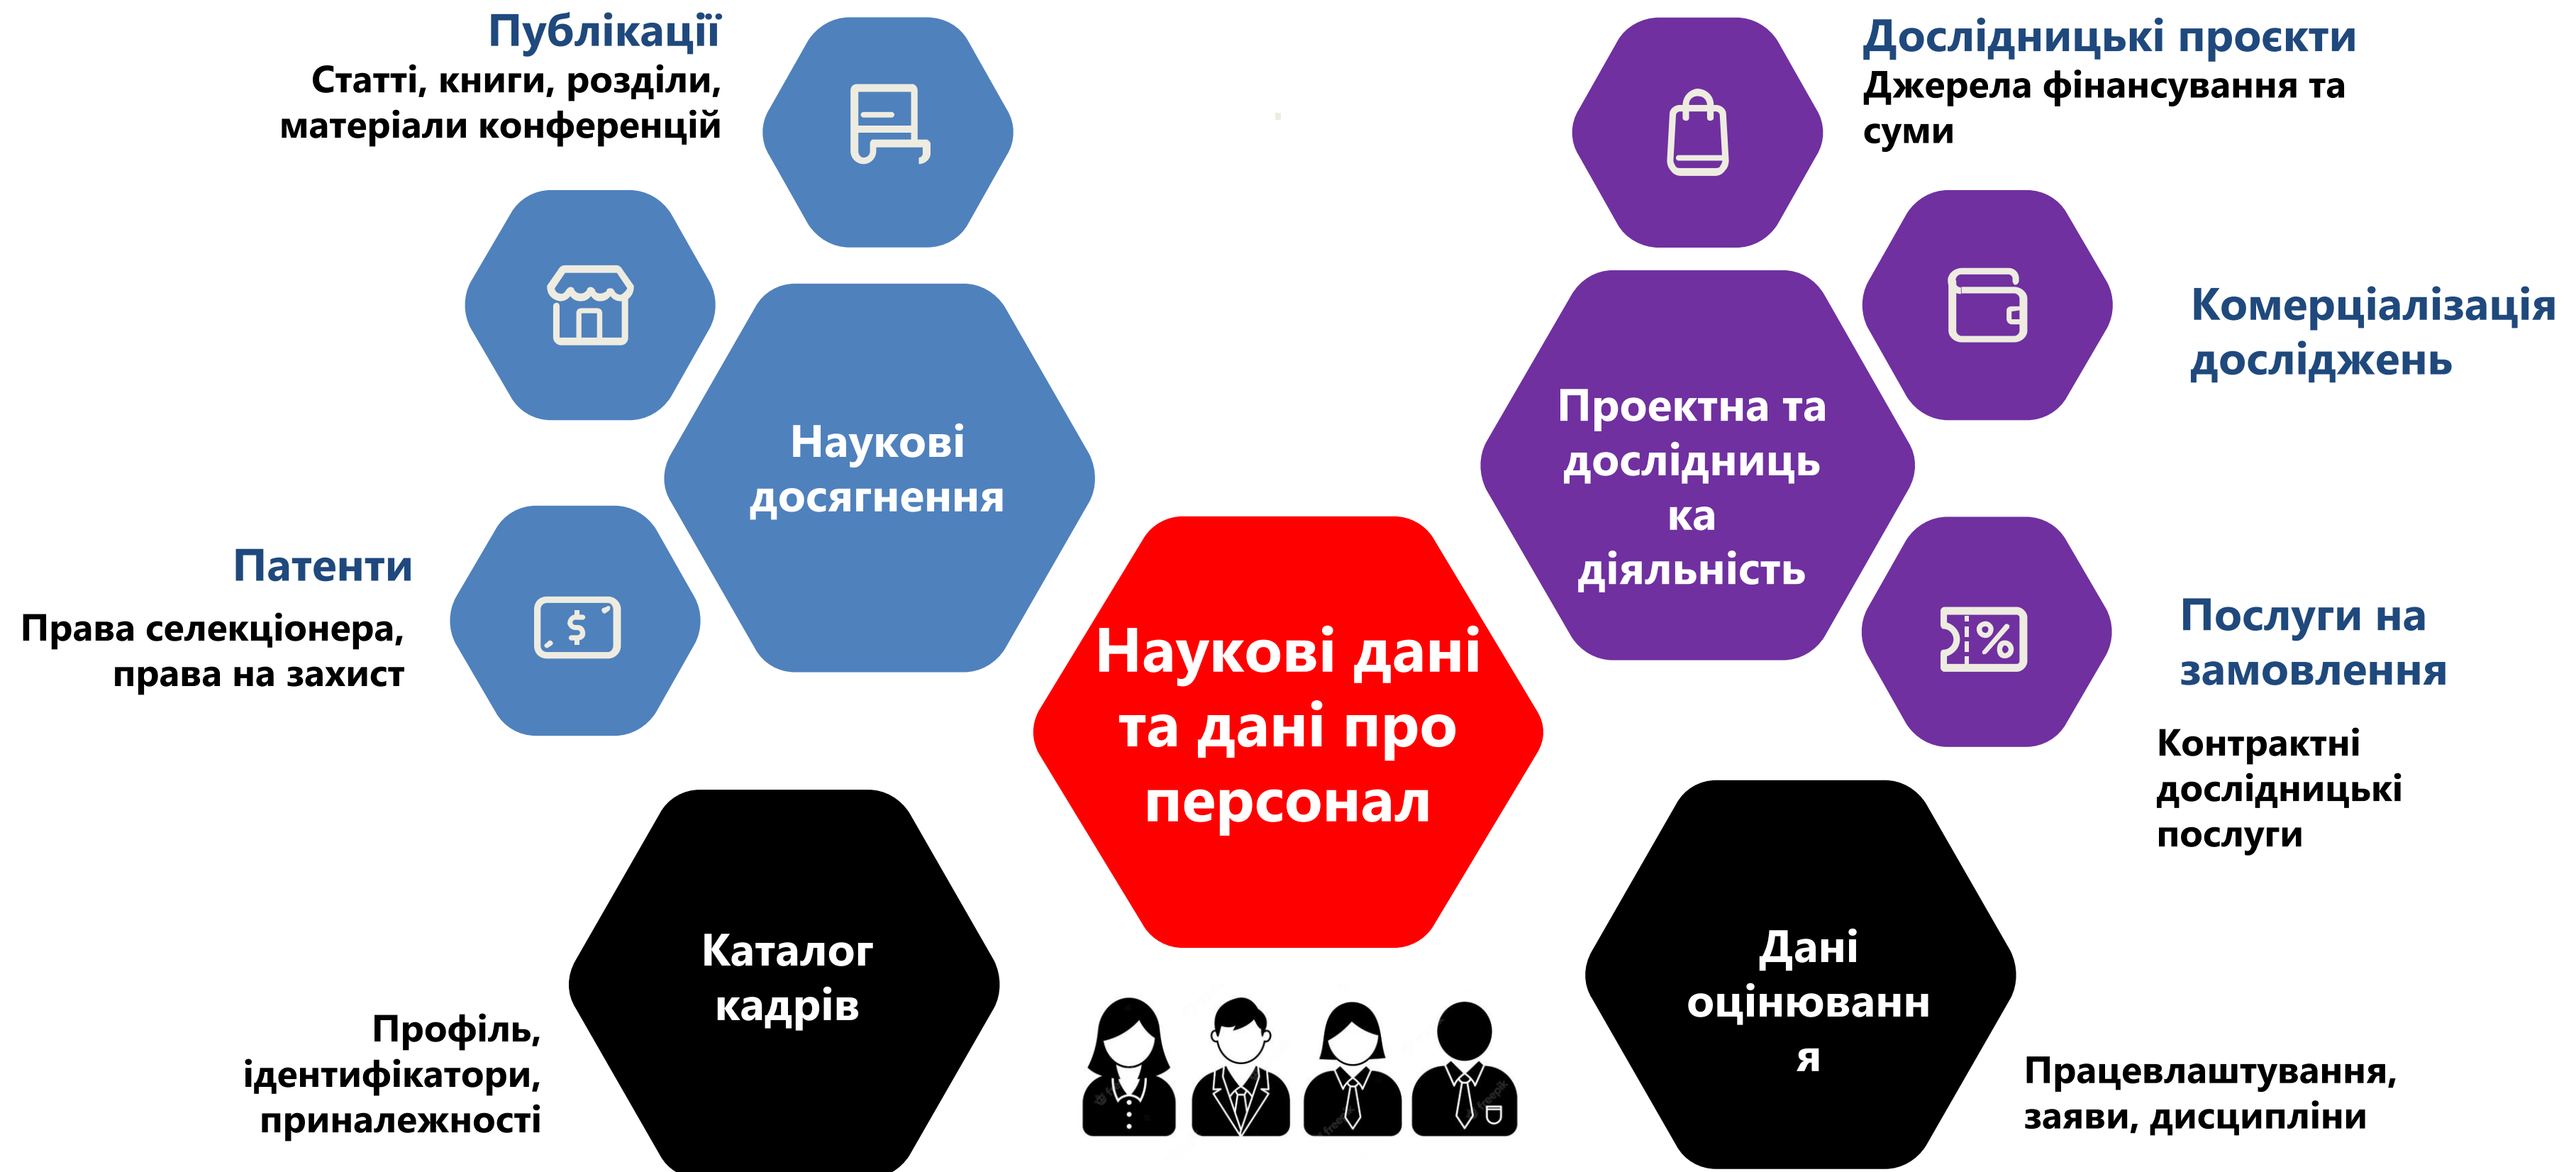 Публікації
Статті, книги, розділи,
матеріали конференцій
Дослідницькі проєкти
Джерела фінансування та
суми
Комерціалізація
досліджень
Наукові
досягнення
Проектна та
дослідниць
ка
діяльність
Патенти
Права селекціонера,
права на захист
$
%
Послуги на
замовлення
Контрактні
дослідницькі
послуги
Наукові дані
та дані про
персонал
Каталог
кадрів
Профіль,
ідентифікатори,
приналежності
Дані
оцінюванн
я
Працевлаштування,
заяви, дисципліни
freepik
freepik